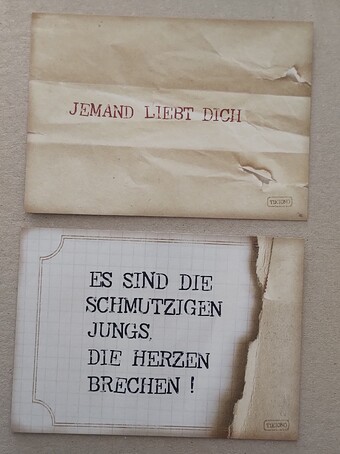 JEMAND LIEBT DICH
ES SIND DIE
SCHMUTZIGEN
JUNGS,
DIE HERZEN
BRECHEN !